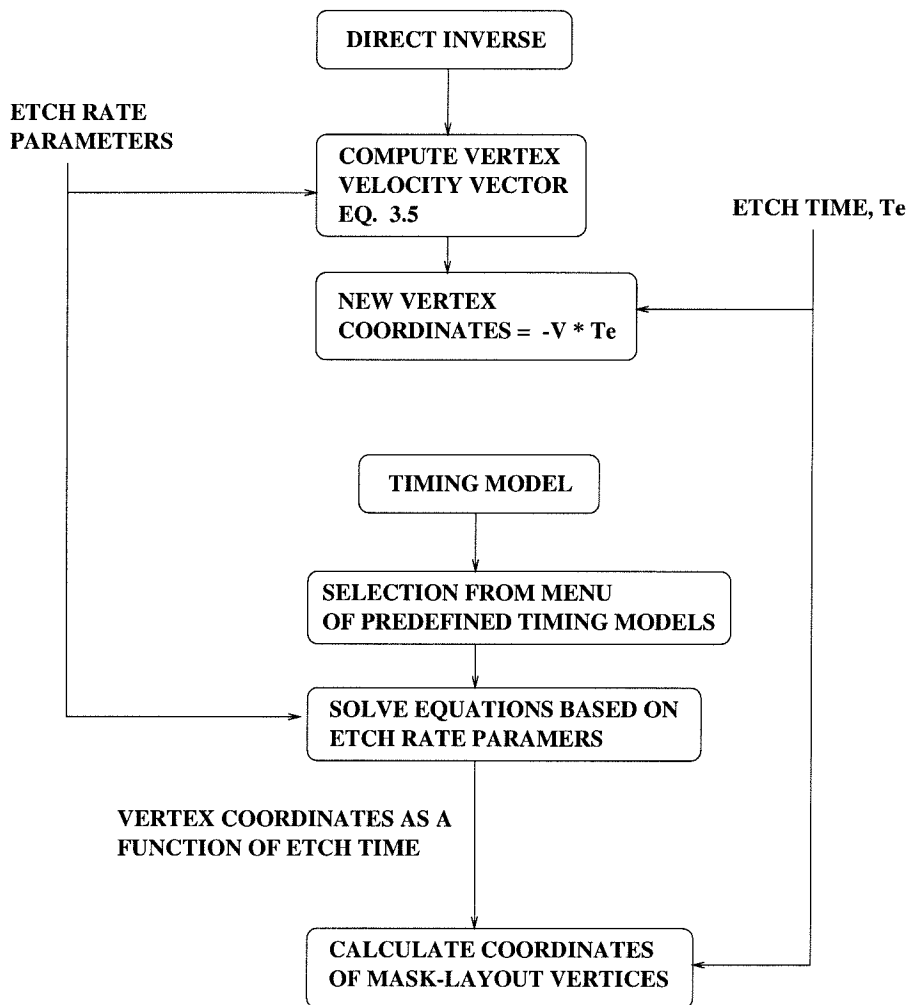 DIRECT INVERSE
ETCH RATE
PARAMETERS
COMPUTE VERTEX
VELOCITY VECTOR
EQ. 3.5
ETCH TIME, Te
NEW VERTEX
COORDINATES = -V * Te
TIMING MODEL
SELECTION FROM MENU
OF PREDEFINED TIMING MODELS
SOLVE EQUATIONS BASED ON
ETCH RATE PARAMERS
VERTEX COORDINATES AS A
FUNCTION OF ETCH TIME
CALCULATE COORDINATES
OF MASK-LAYOUT VERTICES